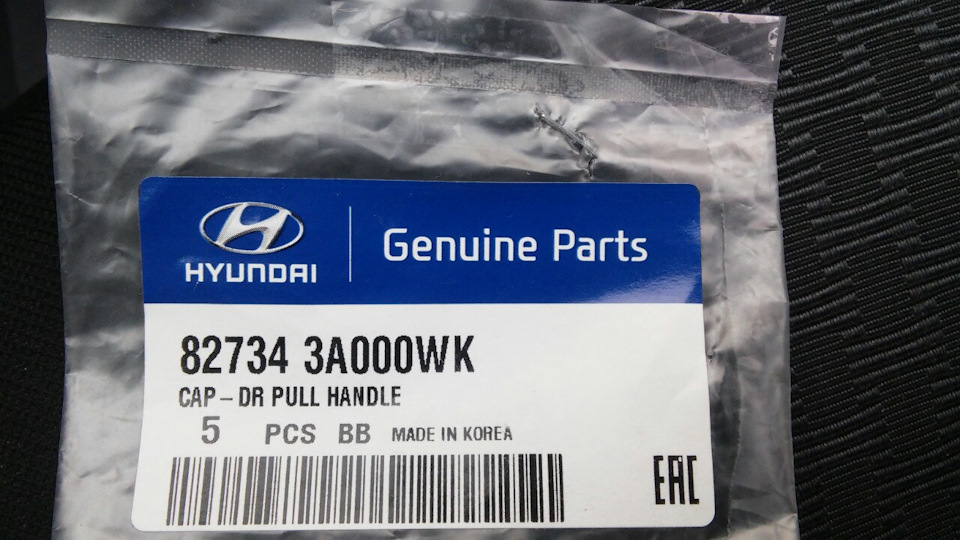 HYUNDAI
Genuine Parts
82734 3A000WK
CAP-DR PULL HANDLE
5 PCS BB MADE IN KOREA
EAC